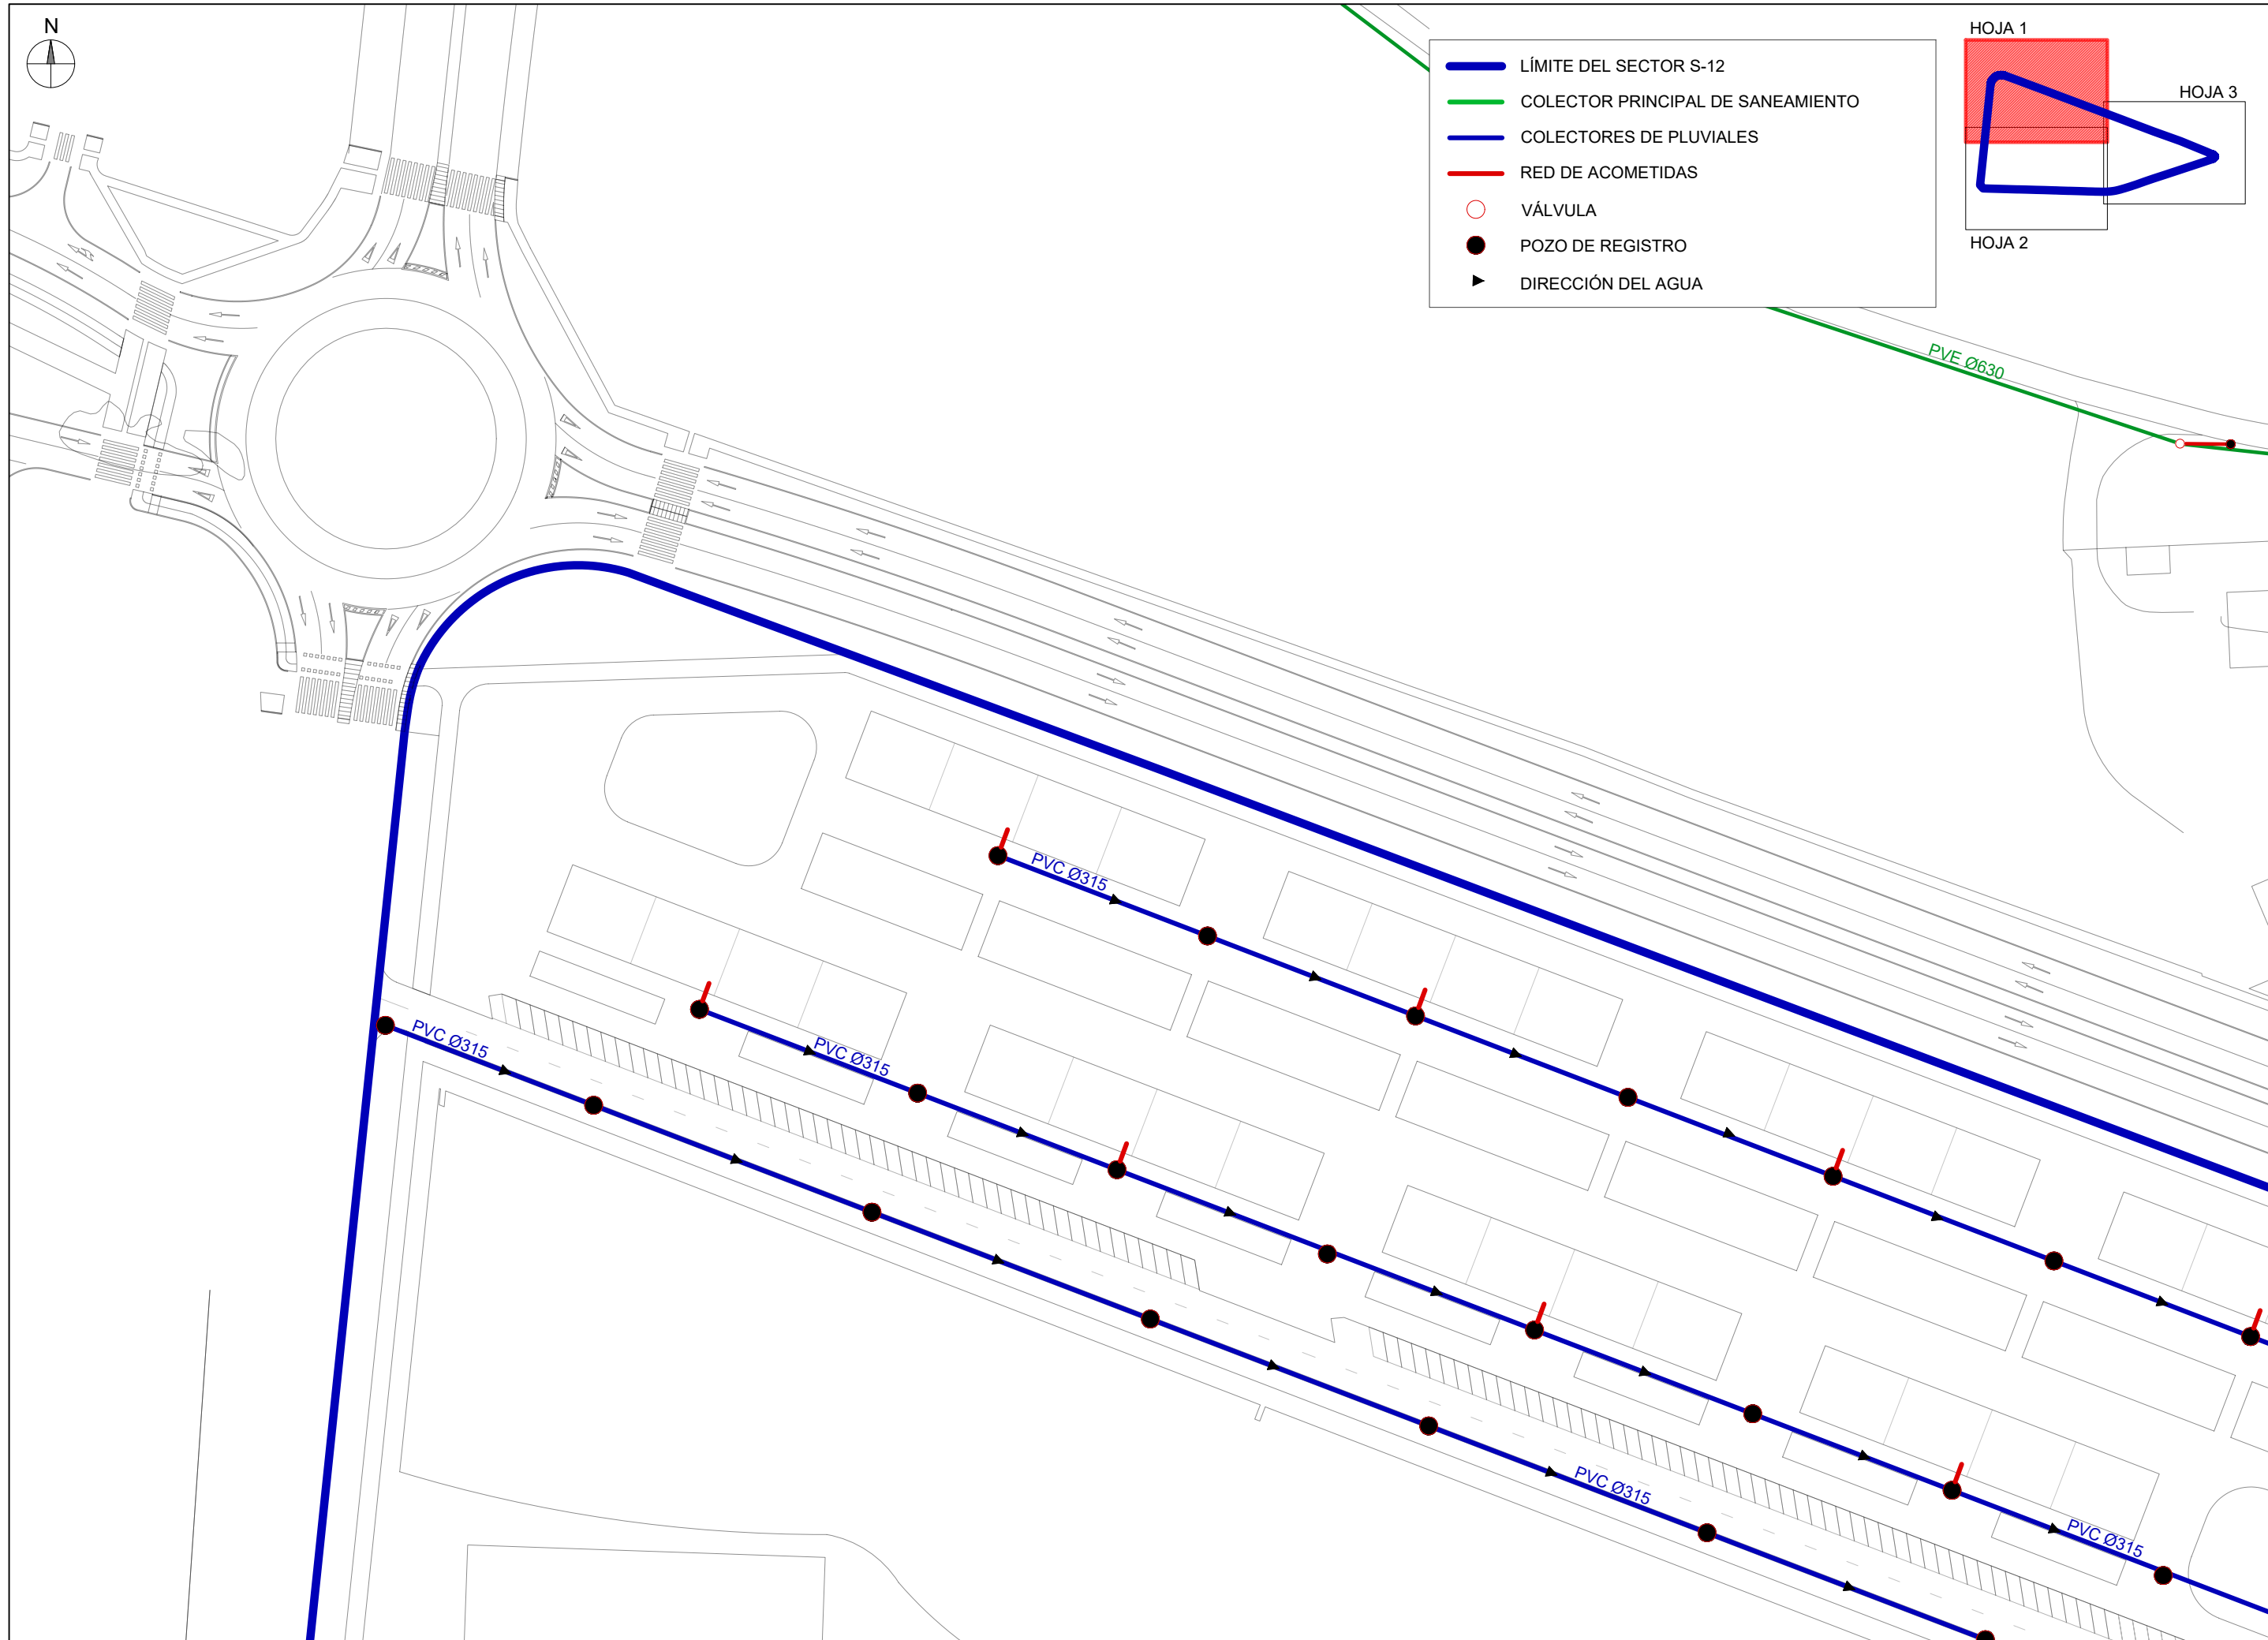 N
HOJA 1
LÍMITE DEL SECTOR S-12
COLECTOR PRINCIPAL DE SANEAMIENTO
HOJA 3
COLECTORES DE PLUVIALES
RED DE ACOMETIDAS
VÁLVULA
POZO DE REGISTRO
HOJA 2
DIRECCIÓN DEL AGUA
PVE Ø630
PVC Ø315
PVC Ø315
PVC Ø315
PVC Ø315
PVC Ø315